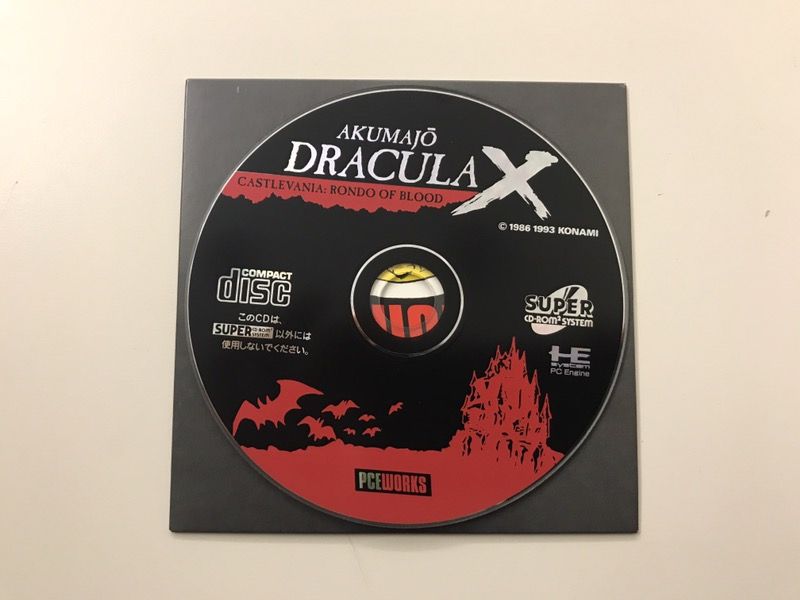 AKUMAJŌ
DRACULA X
CASTLEVANIA: RONDO OF BLOOD
© 1986 1993 KONAMI
COMPACT
disc
このCDは、
SUPER CD-ROM² SYSTEM 以外には
使用しないでください。
SUPER
CD-ROM² SYSTEM
HE
system
PC Engine
PCEWORKS